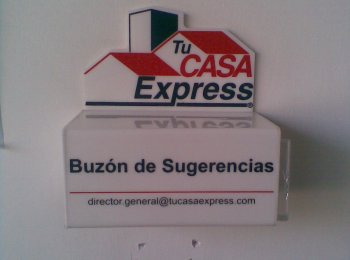 Tu
CASA
Express®
Buzón de Sugerencias
director.general@tucasaexpress.com